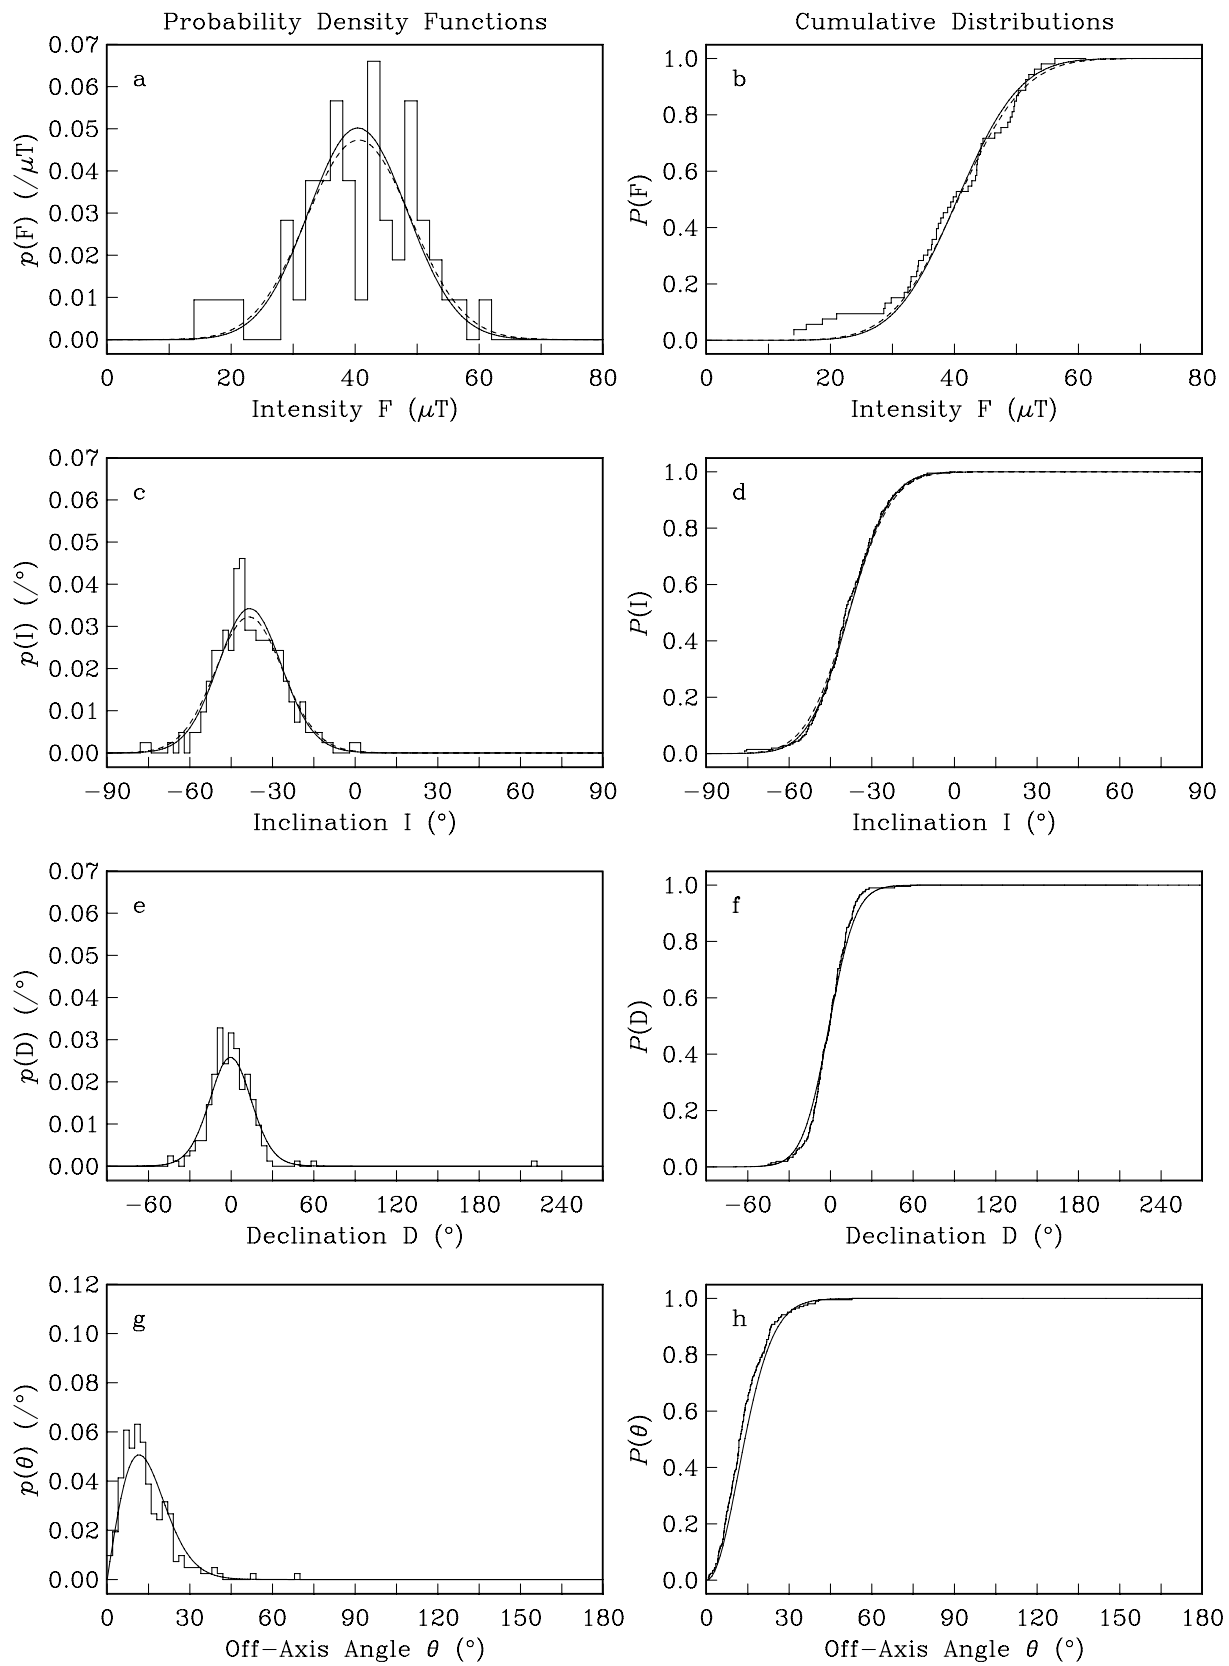 Probability Density Functions
Cumulative Distributions
a
p(F) (/μT)
0.07
0.06
0.05
0.04
0.03
0.02
0.01
0.00
0 20 40 60 80
Intensity F (μT)
b
P(F)
1.0
0.8
0.6
0.4
0.2
0.0
0 20 40 60 80
Intensity F (μT)
c
p(I) (/°)
0.07
0.06
0.05
0.04
0.03
0.02
0.01
0.00
−90 −60 −30 0 30 60 90
Inclination I (°)
d
P(I)
1.0
0.8
0.6
0.4
0.2
0.0
−90 −60 −30 0 30 60 90
Inclination I (°)
e
p(D) (/°)
0.07
0.06
0.05
0.04
0.03
0.02
0.01
0.00
−60 0 60 120 180 240
Declination D (°)
f
P(D)
1.0
0.8
0.6
0.4
0.2
0.0
−60 0 60 120 180 240
Declination D (°)
g
p(θ) (/°)
0.12
0.10
0.08
0.06
0.04
0.02
0.00
0 30 60 90 120 150 180
Off−Axis Angle θ (°)
h
P(θ)
1.0
0.8
0.6
0.4
0.2
0.0
0 30 60 90 120 150 180
Off−Axis Angle θ (°)